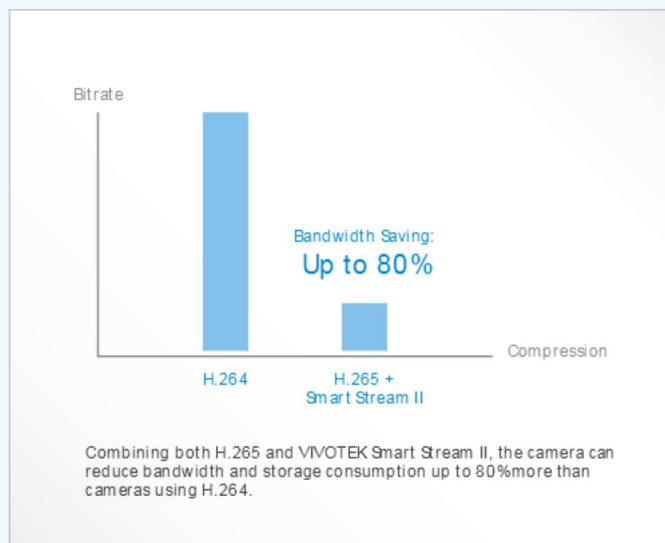 Bitrate
Bandwidth Saving:
Up to 80%
Compression
H.264
H.265 +
Smart Stream II
Combining both H.265 and VIVOTEK Smart Stream II, the camera can
reduce bandwidth and storage consumption up to 80%more than
cameras using H.264.